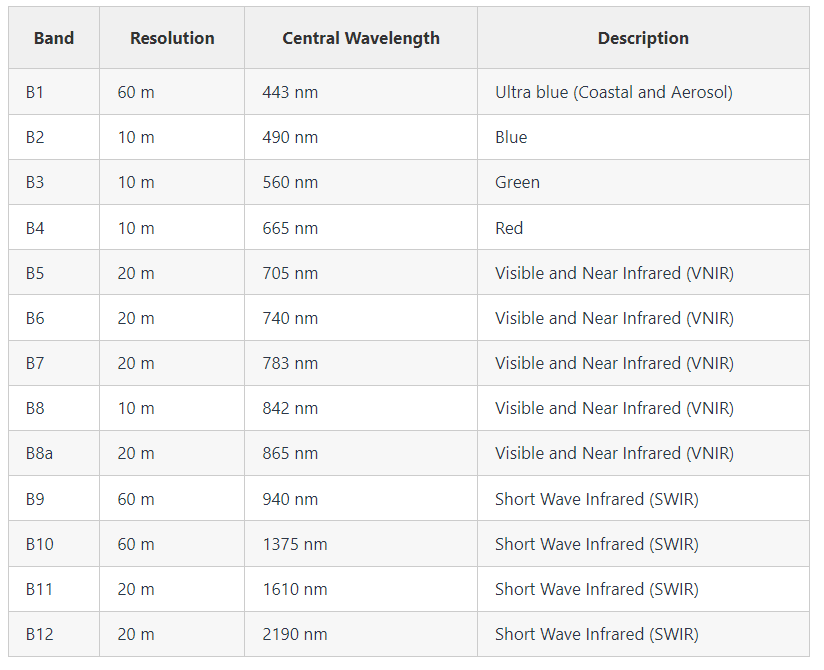 Band Resolution Central Wavelength Description
B1 60 m 443 nm Ultra blue (Coastal and Aerosol)
B2 10 m 490 nm Blue
B3 10 m 560 nm Green
B4 10 m 665 nm Red
B5 20 m 705 nm Visible and Near Infrared (VNIR)
B6 20 m 740 nm Visible and Near Infrared (VNIR)
B7 20 m 783 nm Visible and Near Infrared (VNIR)
B8 10 m 842 nm Visible and Near Infrared (VNIR)
B8a 20 m 865 nm Visible and Near Infrared (VNIR)
B9 60 m 940 nm Short Wave Infrared (SWIR)
B10 60 m 1375 nm Short Wave Infrared (SWIR)
B11 20 m 1610 nm Short Wave Infrared (SWIR)
B12 20 m 2190 nm Short Wave Infrared (SWIR)